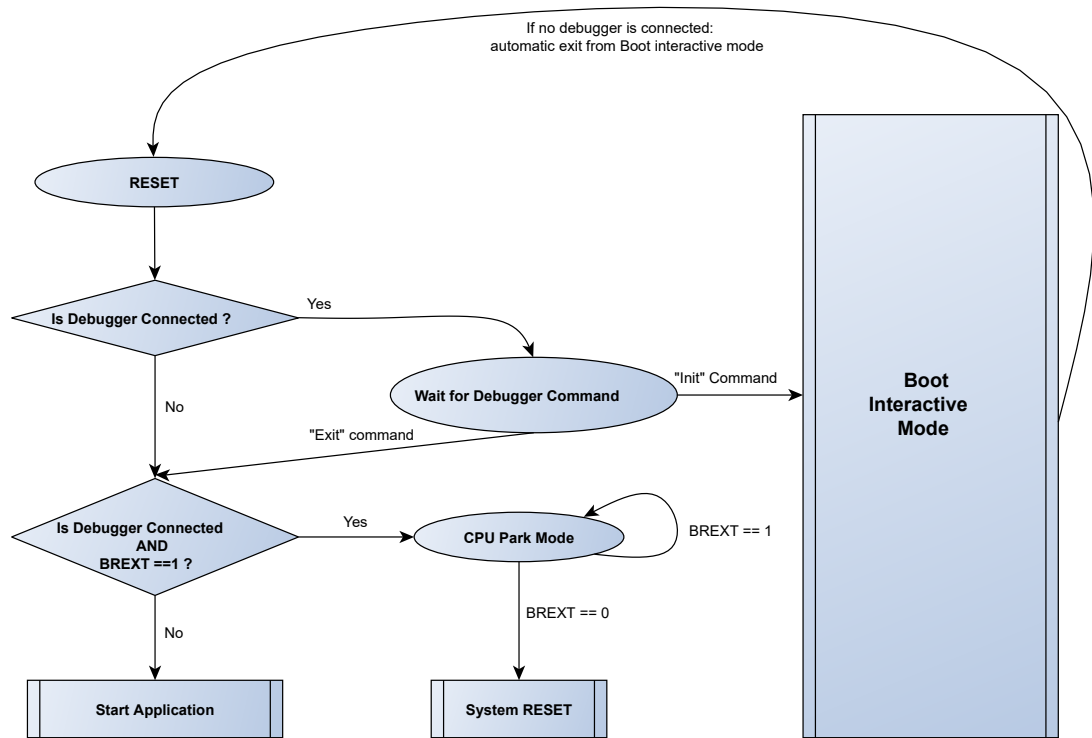 If no debugger is connected:
automatic exit from Boot interactive mode
RESET
Is Debugger Connected ?
Yes
Wait for Debugger Command
"Init" Command
Boot
Interactive
Mode
No
"Exit" command
Is Debugger Connected
AND
BREXT ==1 ?
Yes
CPU Park Mode
BREXT == 1
No
BREXT == 0
Start Application
System RESET